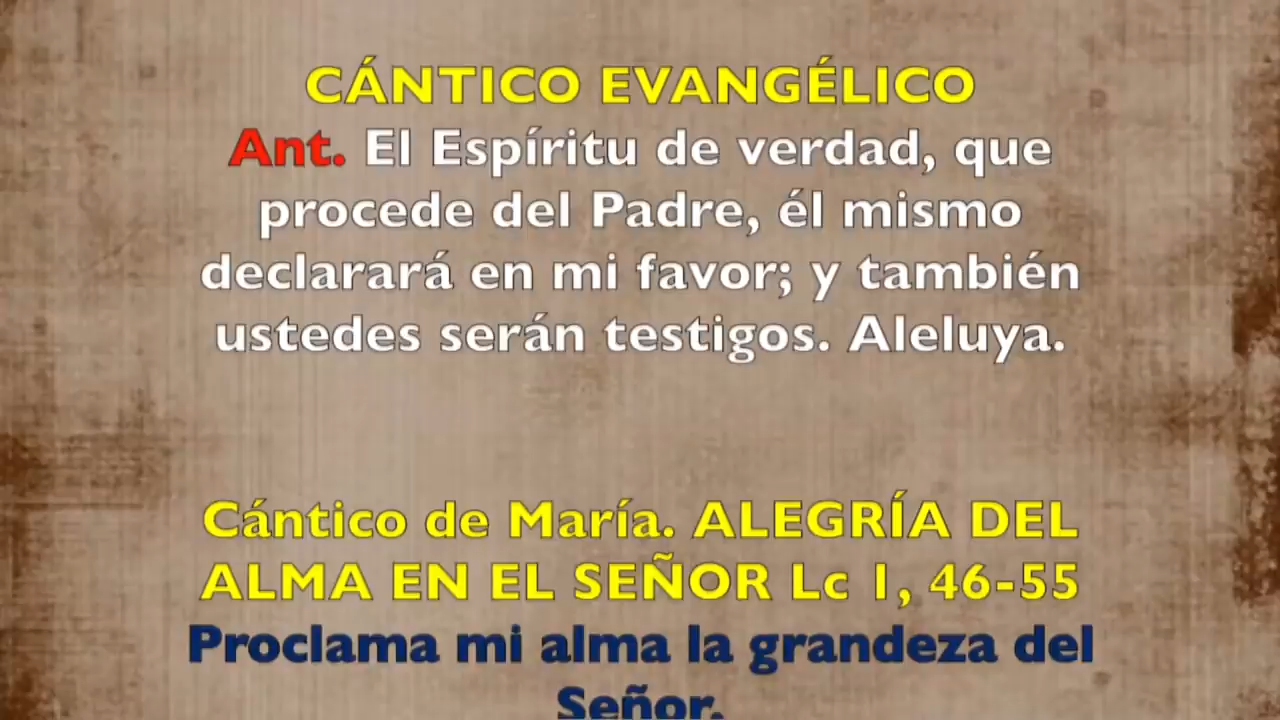 CÁNTICO EVANGÉLICO
Ant. El Espíritu de verdad, que
procede del Padre, él mismo
declarará en mi favor; y también
ustedes serán testigos. Aleluya.
Cántico de María. ALEGRÍA DEL
ALMA EN EL SEÑOR Lc 1, 46-55
Proclama mi alma la grandeza del
Señor,